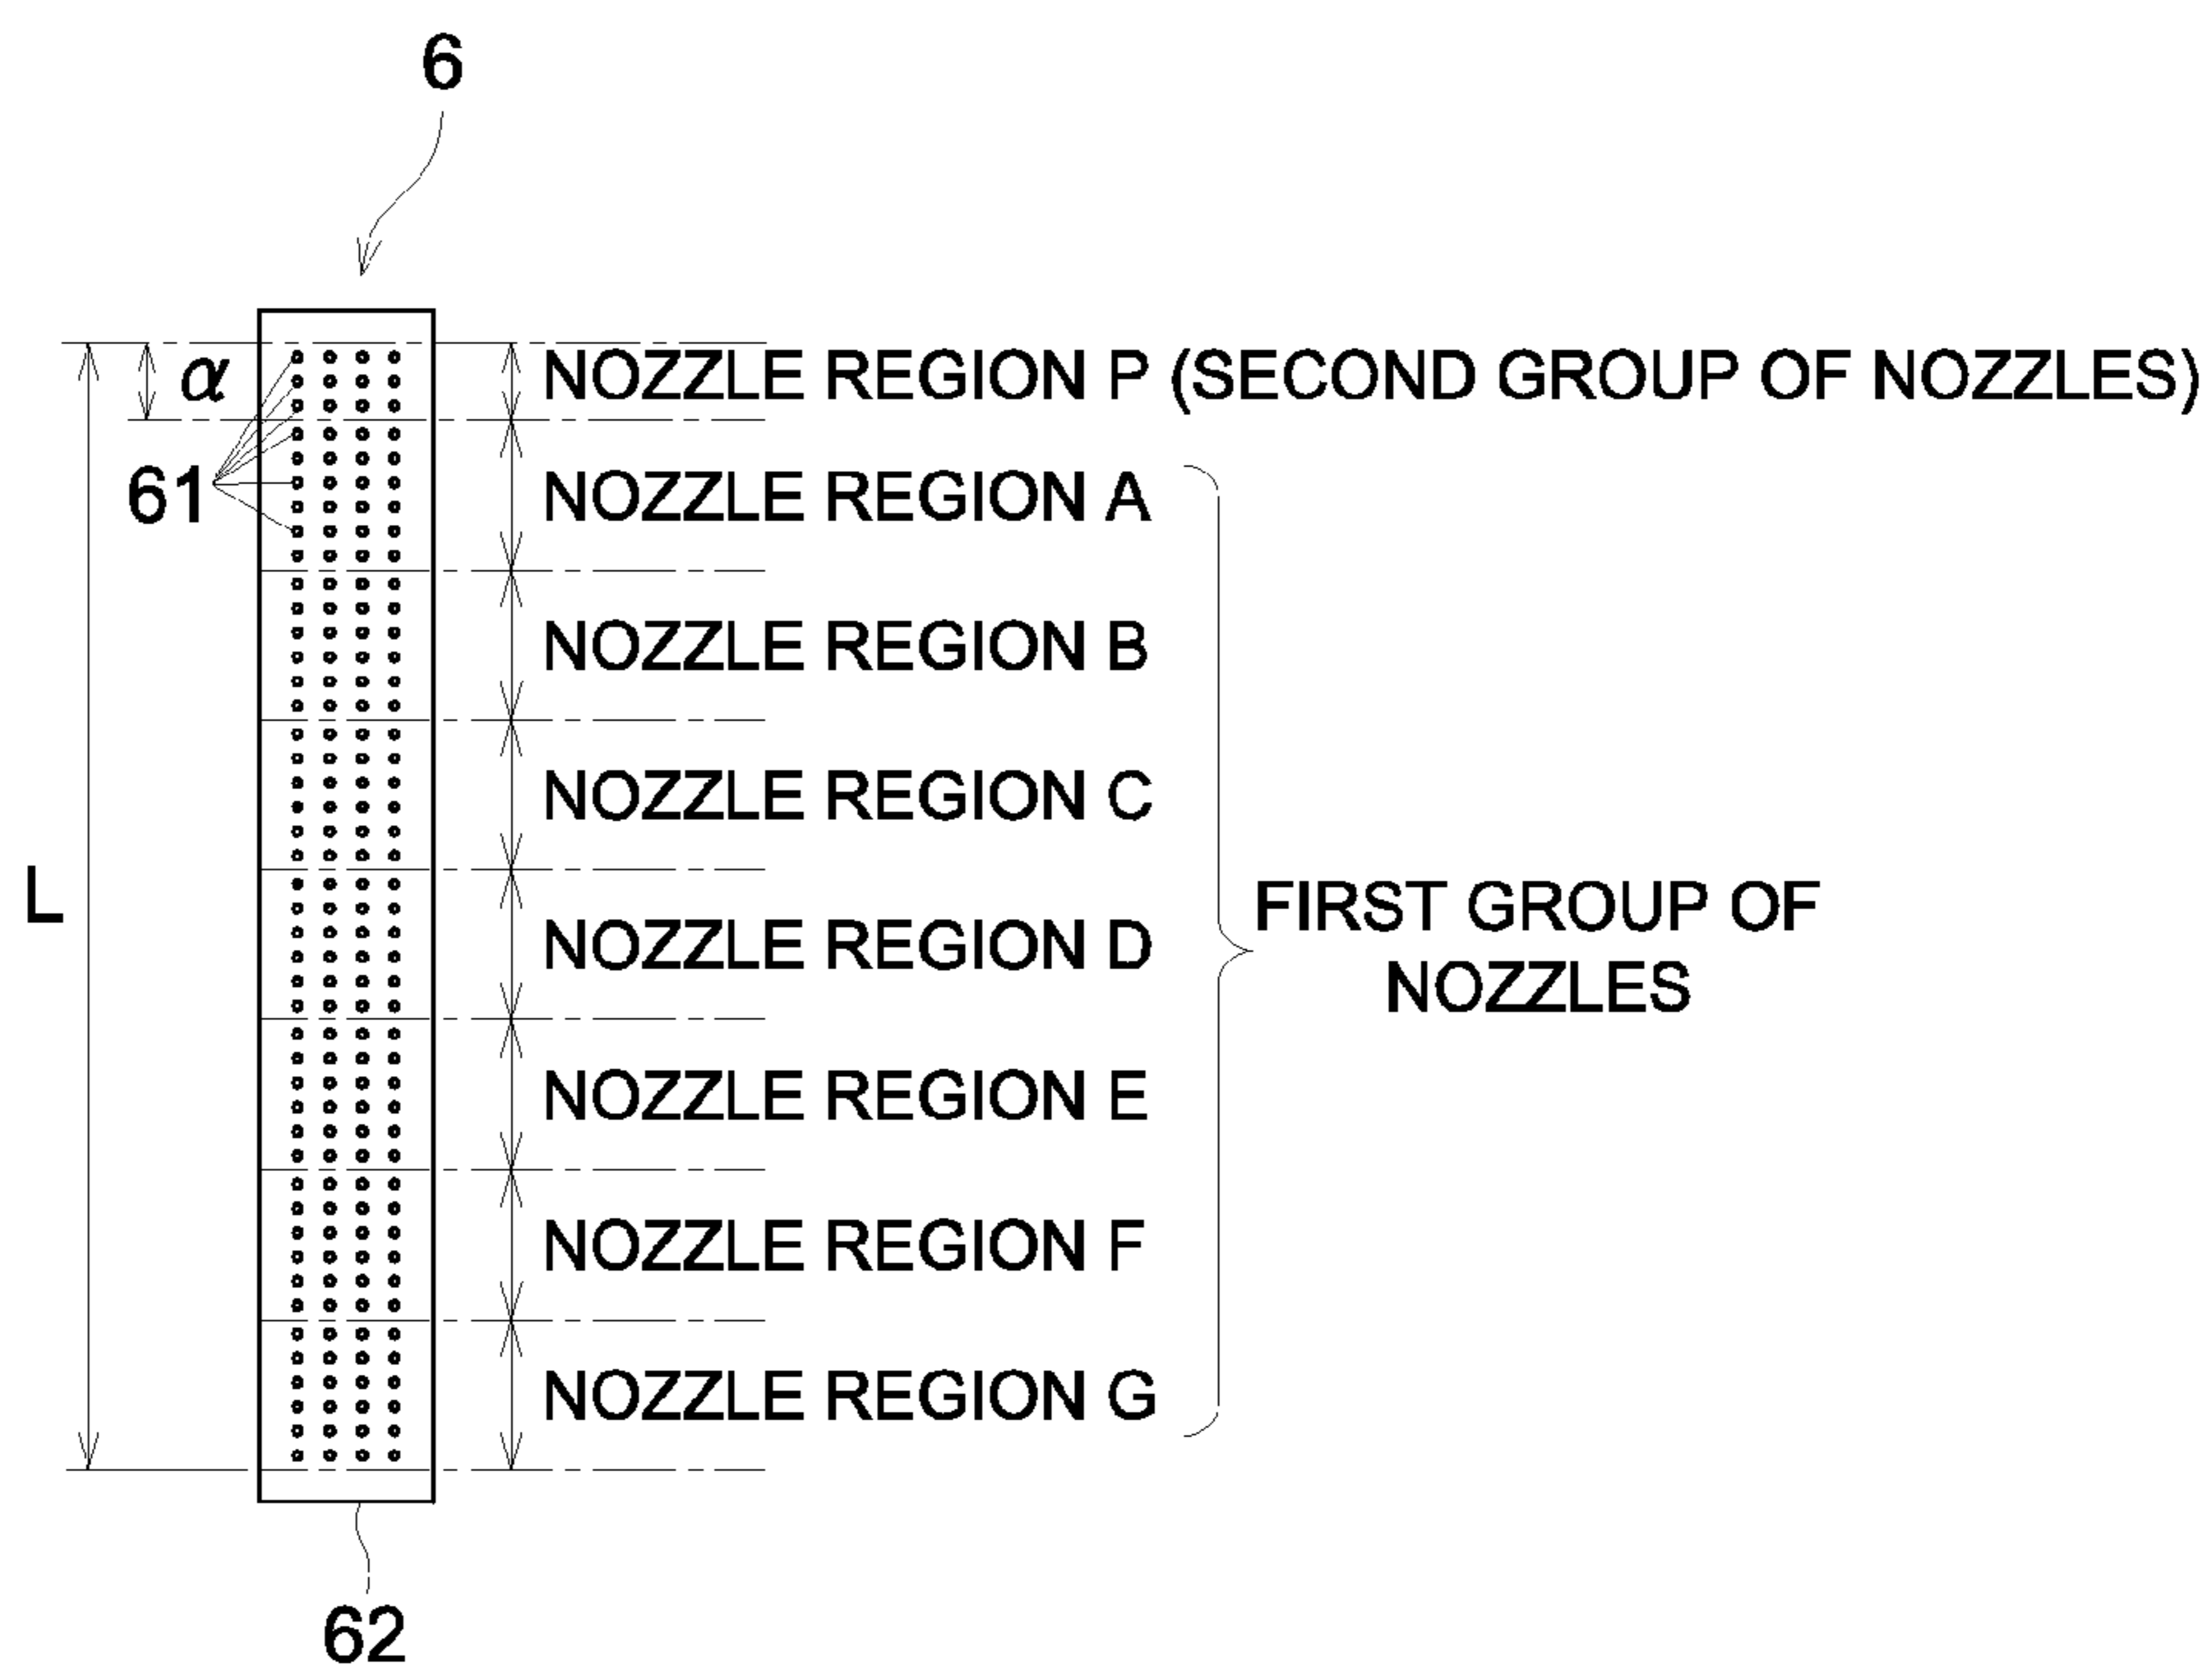 6
α
NOZZLE REGION P (SECOND GROUP OF NOZZLES)
61
NOZZLE REGION A
NOZZLE REGION B
NOZZLE REGION C
L
NOZZLE REGION D
FIRST GROUP OF
NOZZLES
NOZZLE REGION E
NOZZLE REGION F
NOZZLE REGION G
62